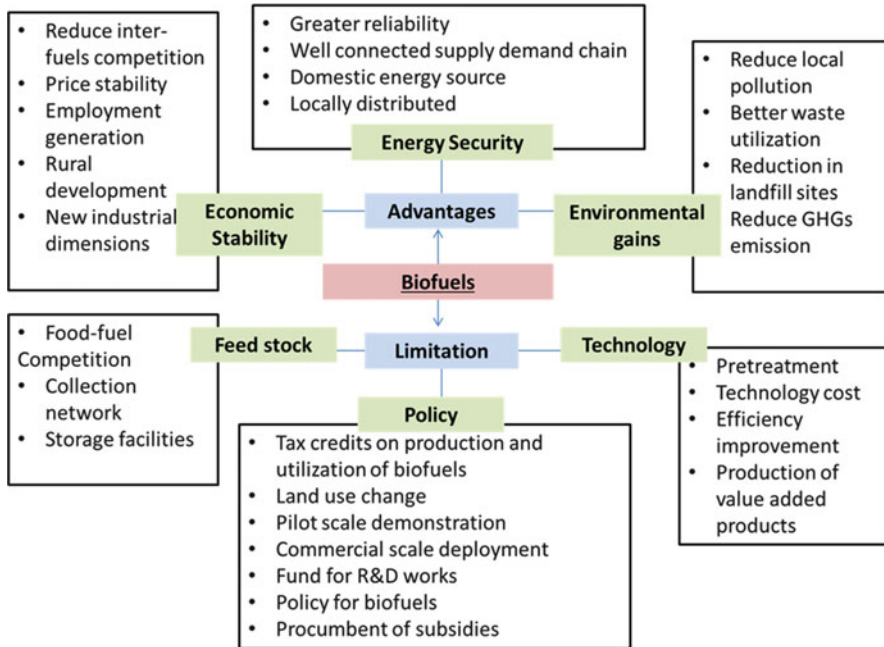 • Reduce inter-
fuels competition
• Price stability
• Employment
generation
• Rural
development
• New industrial
dimensions
• Greater reliability
• Well connected supply demand chain
• Domestic energy source
• Locally distributed
• Reduce local
pollution
• Better waste
utilization
• Reduction in
landfill sites
Reduce GHGs
emission
Energy Security
Economic
Stability
Advantages
Environmental
gains
Biofuels
Feed stock
Limitation
Technology
• Food-fuel
Competition
• Collection
network
• Storage facilities
Policy
• Tax credits on production and
utilization of biofuels
• Land use change
• Pilot scale demonstration
• Commercial scale deployment
• Fund for R&D works
• Policy for biofuels
• Procumbent of subsidies
• Pretreatment
• Technology cost
• Efficiency
improvement
• Production of
value added
products